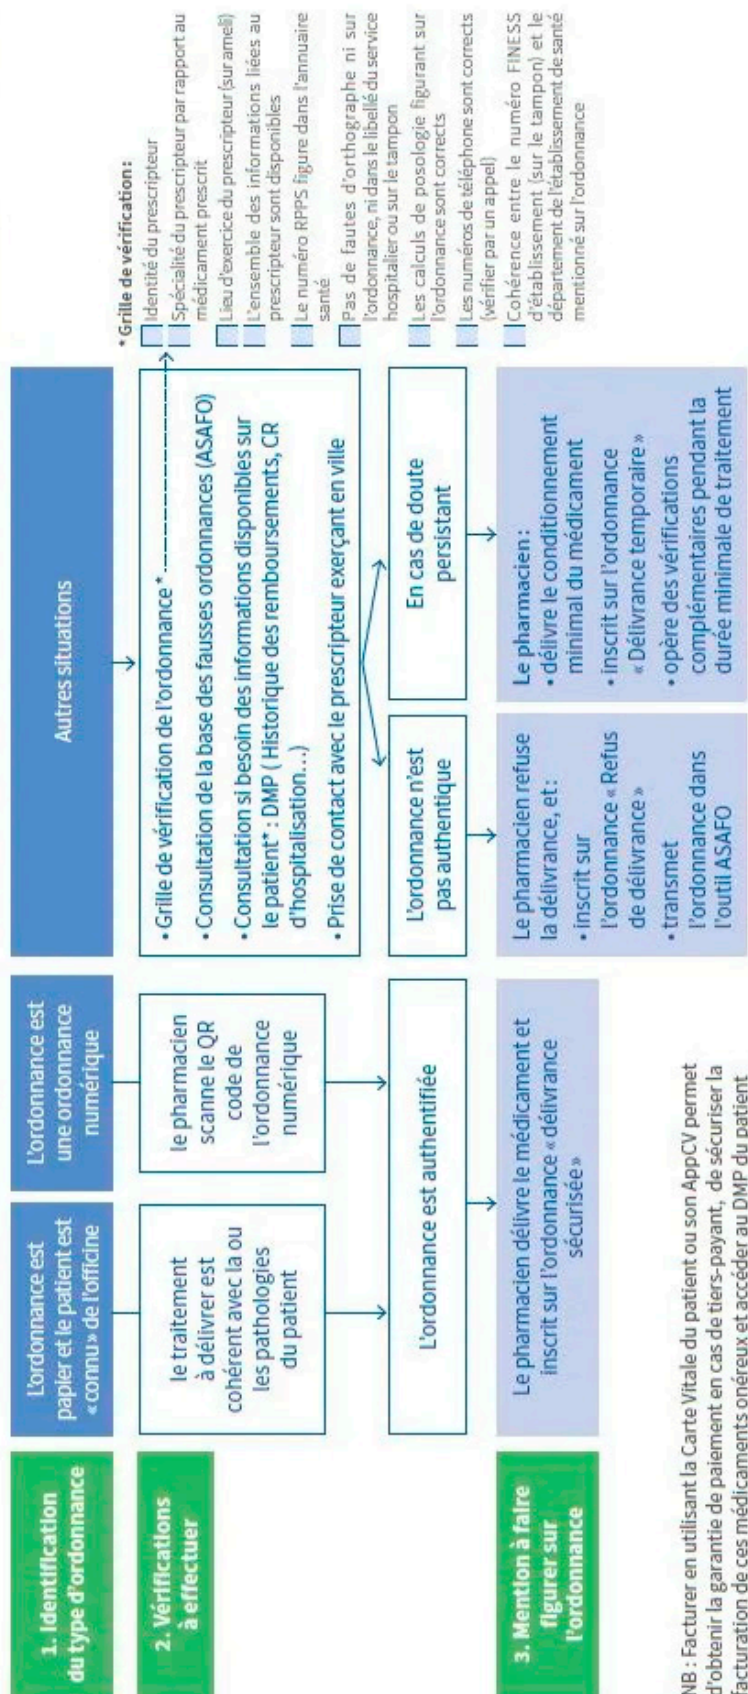 1. Identification
du type d'ordonnance
L'ordonnance est
papier et le patient est
« connu » de l'officine
L'ordonnance est
une ordonnance
numérique
Autres situations
2. Vérifications
à effectuer
le traitement
à délivrer est
cohérent avec la ou
les pathologies
du patient
le pharmacien
scanne le QR
code de
l'ordonnance
numérique
• Grille de vérification de l'ordonnance *
• Consultation de la base des fausses ordonnances (ASAFO)
• Consultation si besoin des informations disponibles sur
le patient* : DMP ( Historique des remboursements, CR
d'hospitalisation...)
• Prise de contact avec le prescripteur exerçant en ville
* Grille de vérification :
Identité du prescripteur
Spécialité du prescripteur par rapport au
médicament prescrit
Lieu d'exercice du prescripteur (sur ameli)
L'ensemble des informations liées au
prescripteur sont disponibles
Le numéro RPPS figure dans l'annuaire
santé
Pas de fautes d'orthographe ni sur
l'ordonnance, ni dans le libellé du service
hospitalier ou sur le tampon
Les calculs de posologie figurant sur
l'ordonnance sont corrects
Les numéros de téléphone sont corrects
(vérifier par un appel)
Cohérence entre le numéro FINESS
d'établissement (sur le tampon) et le
département de l'établissement de santé
mentionné sur l'ordonnance
L'ordonnance est authentifiée
L'ordonnance n'est
pas authentique
En cas de doute
persistant
3. Mention à faire
figurer sur
l'ordonnance
Le pharmacien délivre le médicament et
inscrit sur l'ordonnance « délivrance
sécurisée »
Le pharmacien refuse
la délivrance, et :
• inscrit sur
l'ordonnance « Refus
de délivrance »
• transmet
l'ordonnance dans
l'outil ASAFO
Le pharmacien :
• délivre le conditionnement
minimal du médicament
• inscrit sur l'ordonnance
« Délivrance temporaire »
• opère des vérifications
complémentaires pendant la
durée minimale de traitement
NB : Facturer en utilisant la Carte Vitale du patient ou son AppCV permet
d'obtenir la garantie de paiement en cas de tiers-payant, de sécuriser la
facturation de ces médicaments onéreux et accéder au DMP du patient